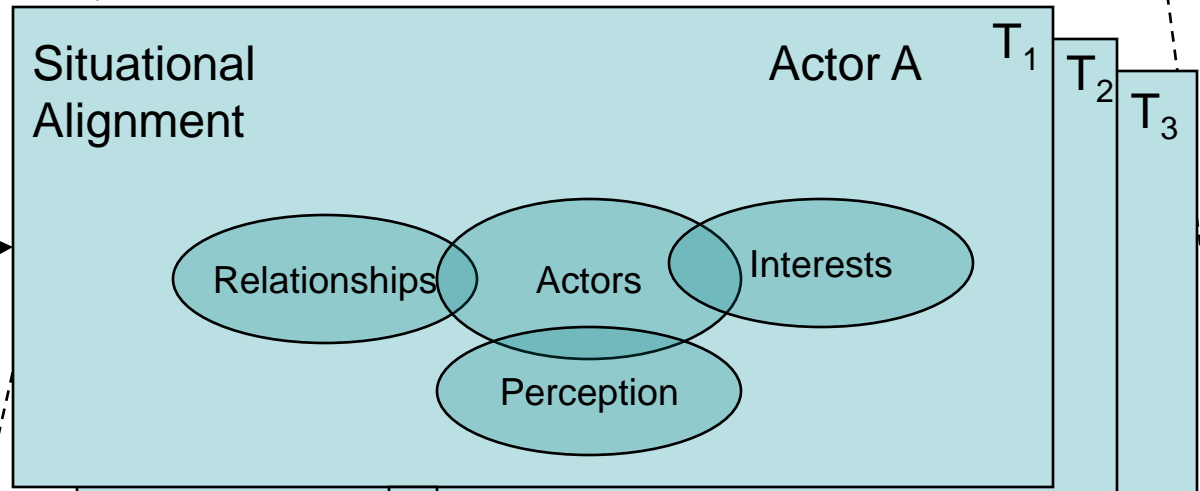 Situational
Alignment
Actor A
T₁
T₂
T₃
Relationships
Actors
Interests
Perception